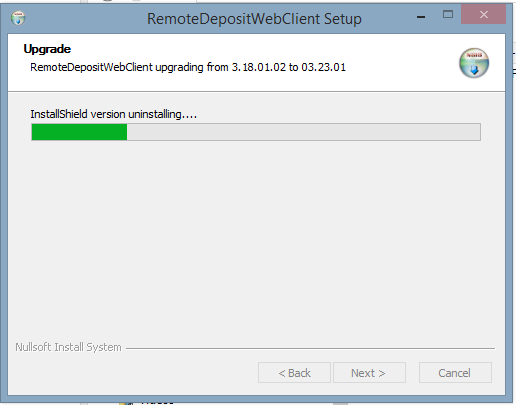 RemoteDepositWebClient Setup
Upgrade
RemoteDepositWebClient upgrading from 3.18.01.02 to 03.23.01
InstallShield version uninstalling....
Nullsoft Install System
< Back
Next >
Cancel